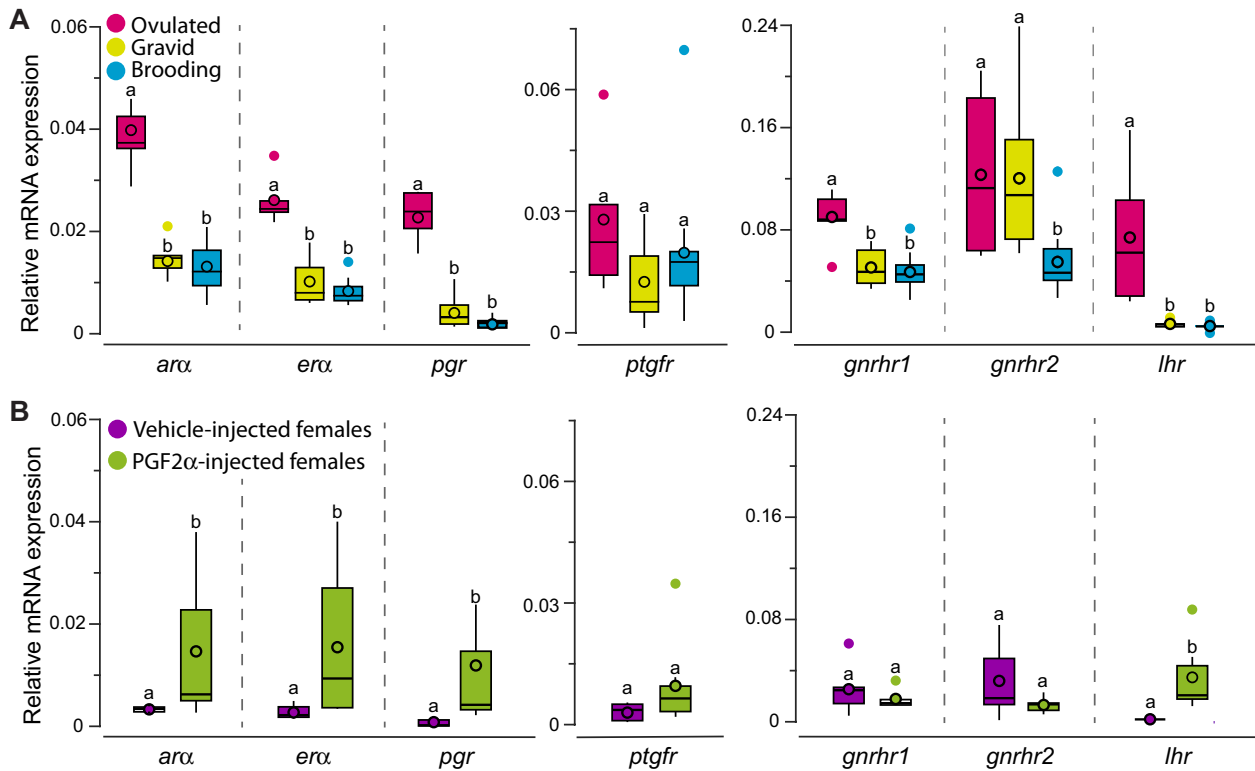 A
Relative mRNA expression
0.06
0.04
0.02
0
Ovulated
Gravid
Brooding
a
b
b
a
b
b
a
b
b
arα
erα
pgr
0.06
0.03
0
a
a
a
ptgfr
0.24
0.16
0.08
0
a
b
b
a
a
b
a
b
b
gnrhr1
gnrhr2
lhr
B
Relative mRNA expression
0.06
0.04
0.02
0
Vehicle-injected females
PGF2α-injected females
a
b
a
b
a
b
arα
erα
pgr
0.06
0.03
0
a
a
ptgfr
0.24
0.16
0.08
0
a
a
a
a
a
b
gnrhr1
gnrhr2
lhr